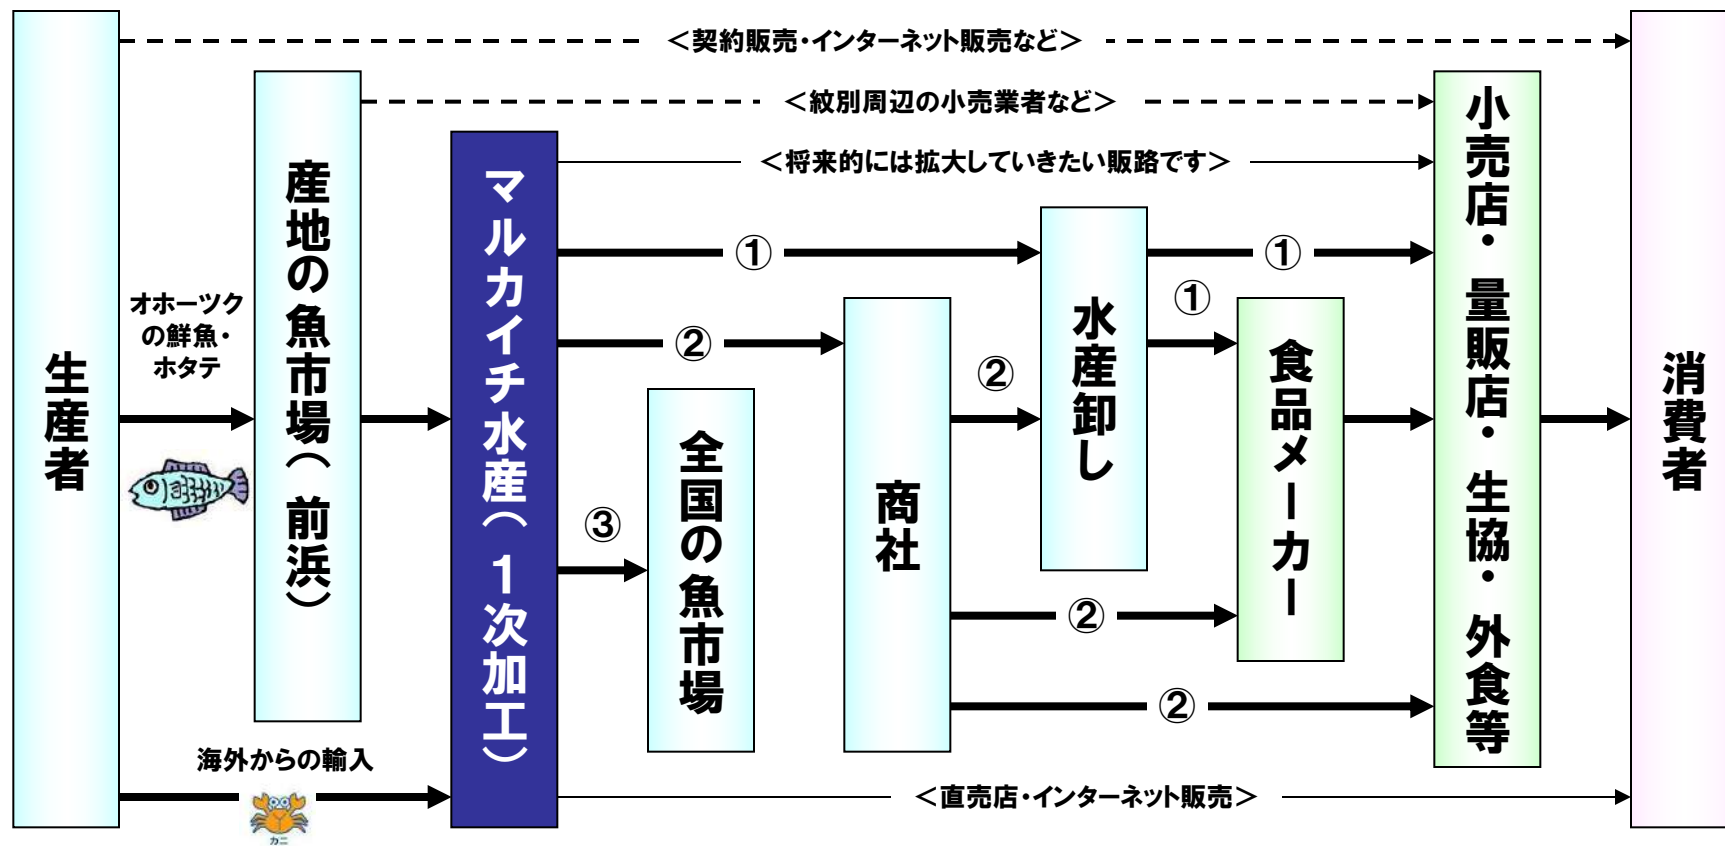 ＜契約販売・インターネット販売など＞
＜紋別周辺の小売業者など＞
＜将来的には拡大していきたい販路です＞
生産者
オホーツク
の鮮魚・
ホタテ
産地の魚市場（前浜）
マルカイチ水産（１次加工）
①
②
③
全国の魚市場
商社
②
②
②
水産卸し
①
①
食品メーカー
小売店・量販店・生協・外食等
消費者
海外からの輸入
カニ
＜直売店・インターネット販売＞